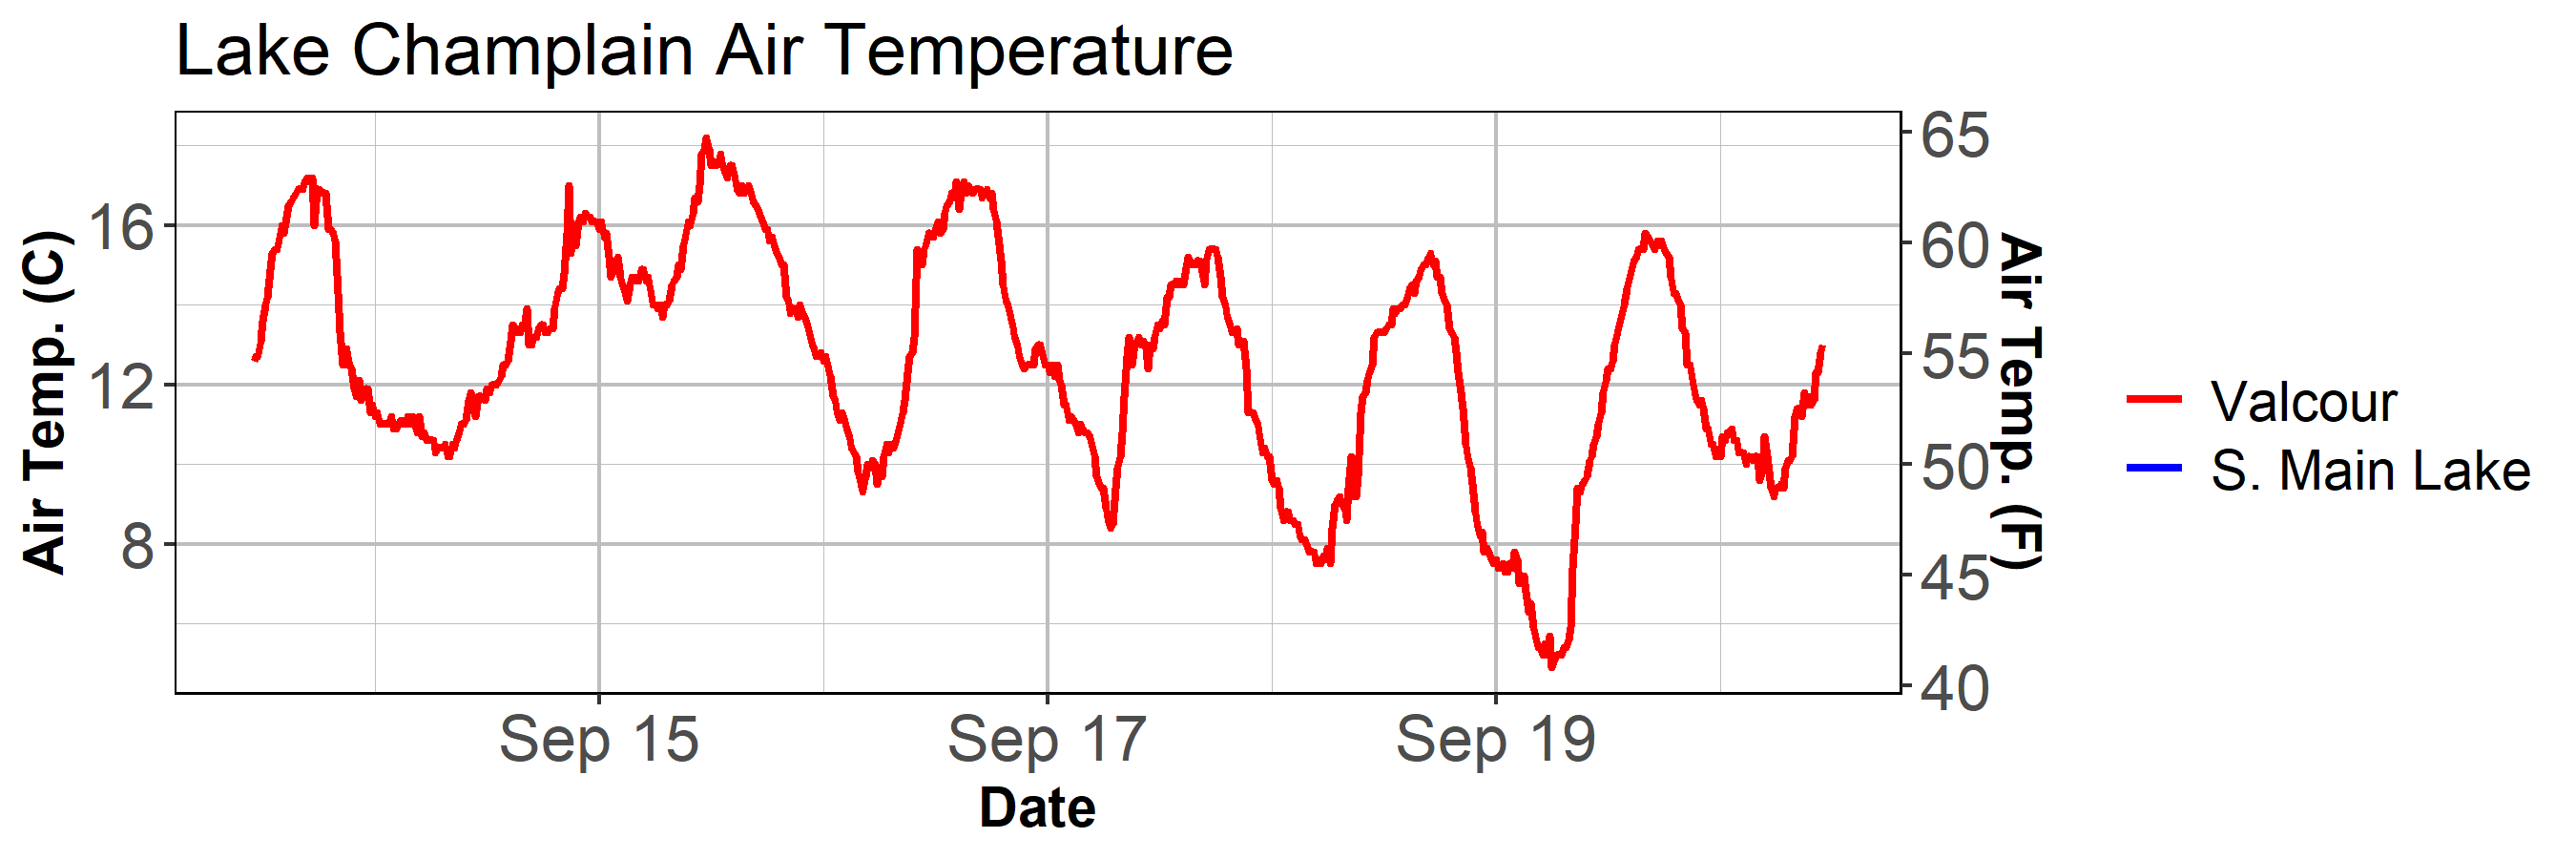 Lake Champlain Air Temperature
Air Temp. (C)
16
12
8
65
60
55
50
45
40
Air Temp. (F)
Sep 15
Sep 17
Sep 19
Date
Valcour
S. Main Lake